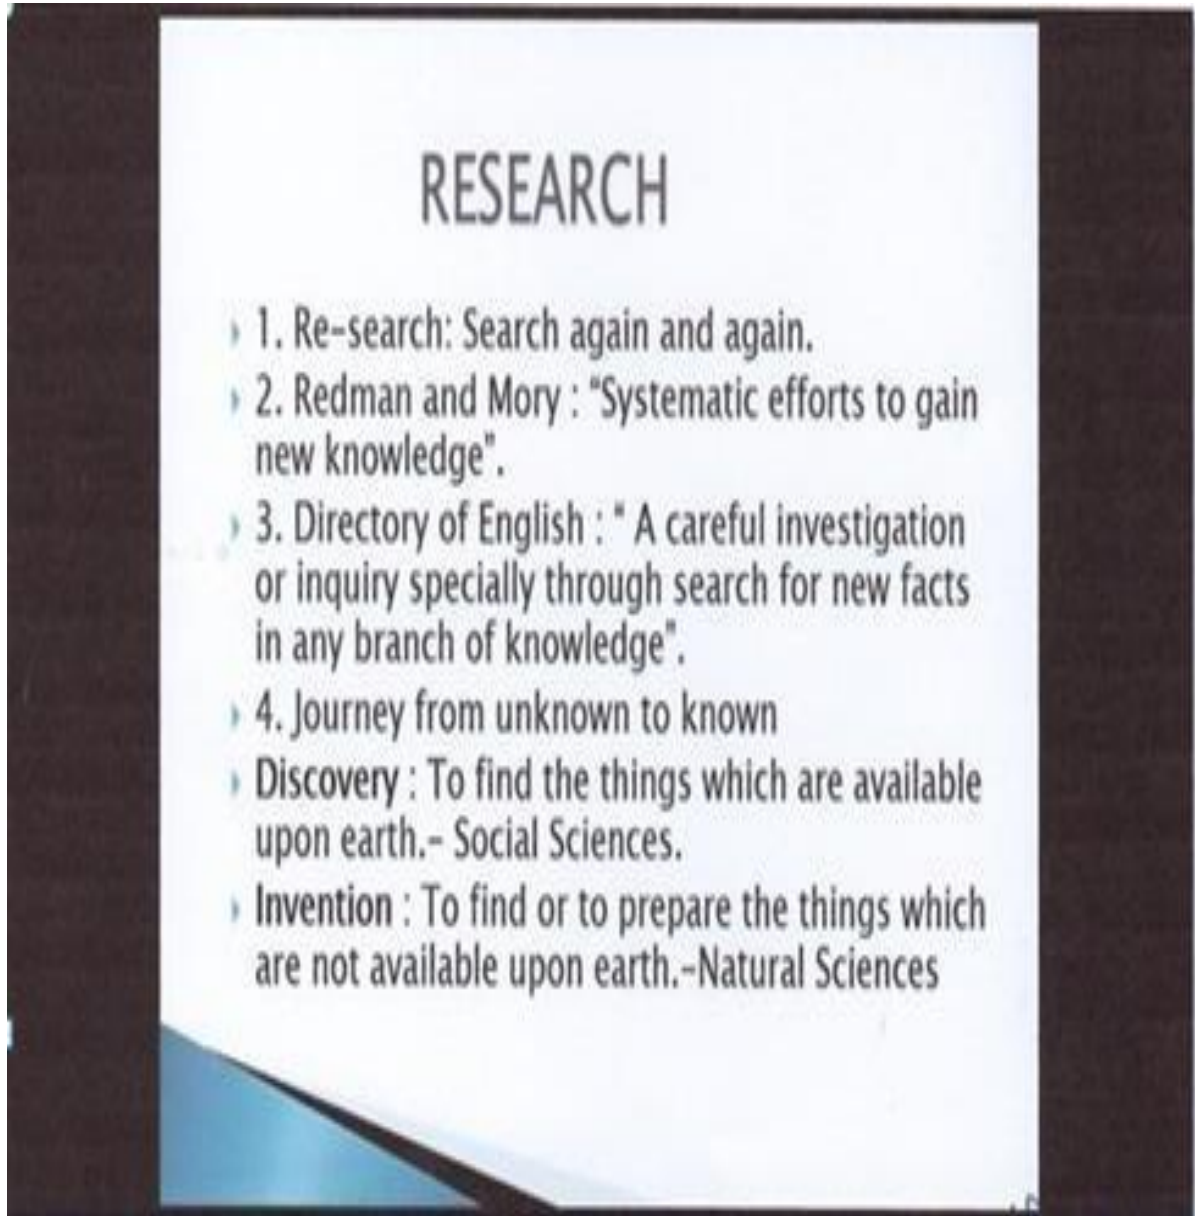 RESEARCH
1. Re-search: Search again and again.
2. Redman and Mory : "Systematic efforts to gain
new knowledge".
3. Directory of English : " A careful investigation
or inquiry specially through search for new facts
in any branch of knowledge".
4. Journey from unknown to known
Discovery : To find the things which are available
upon earth.- Social Sciences.
Invention : To find or to prepare the things which
are not available upon earth.-Natural Sciences